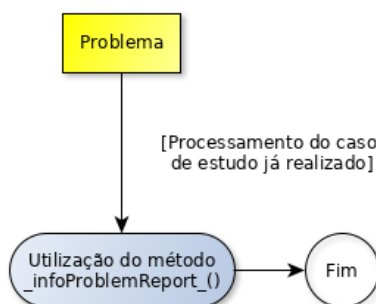 Problema
[Processamento do caso
de estudo já realizado]
Utilização do método
_infoProblemReport_()
Fim